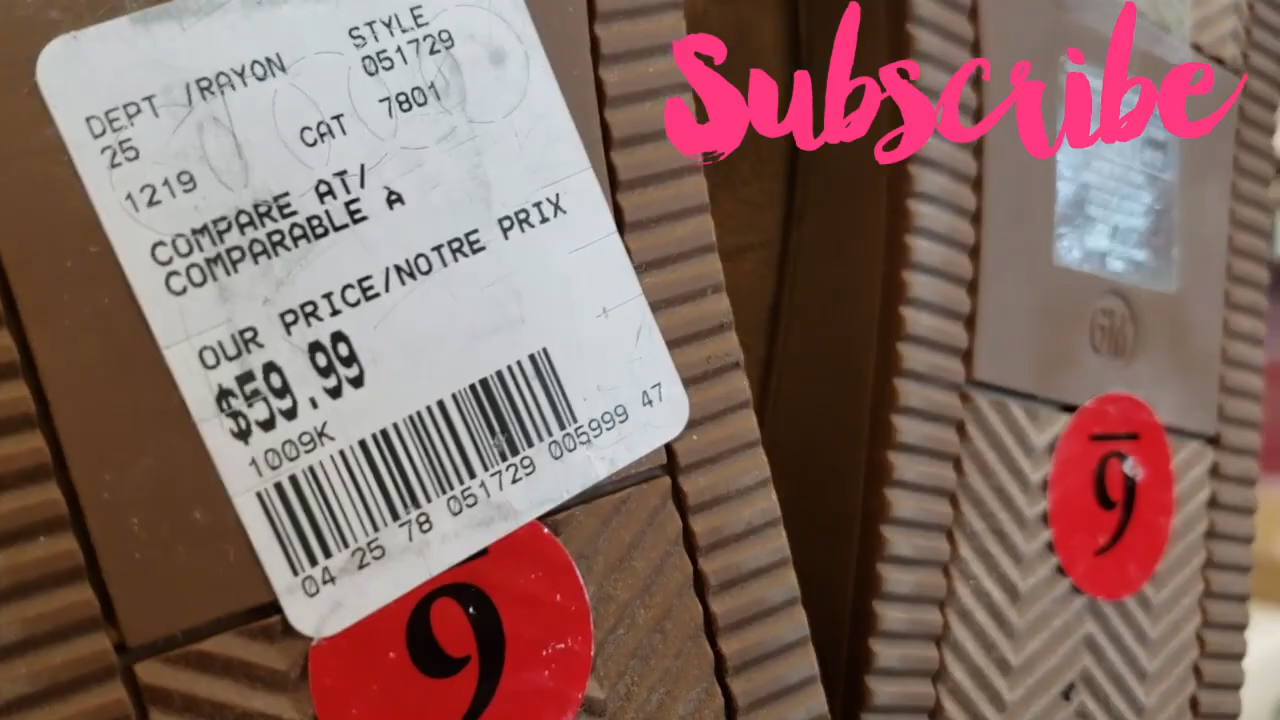 DEPT /RAYON STYLE
25 051729
CAT 7801
1219
COMPARE AT/
COMPARABLE À
OUR PRICE/NOTRE PRIX
$59.99
1009K
04 25 78 051729 005999 47
9
Subscribe
GM
9